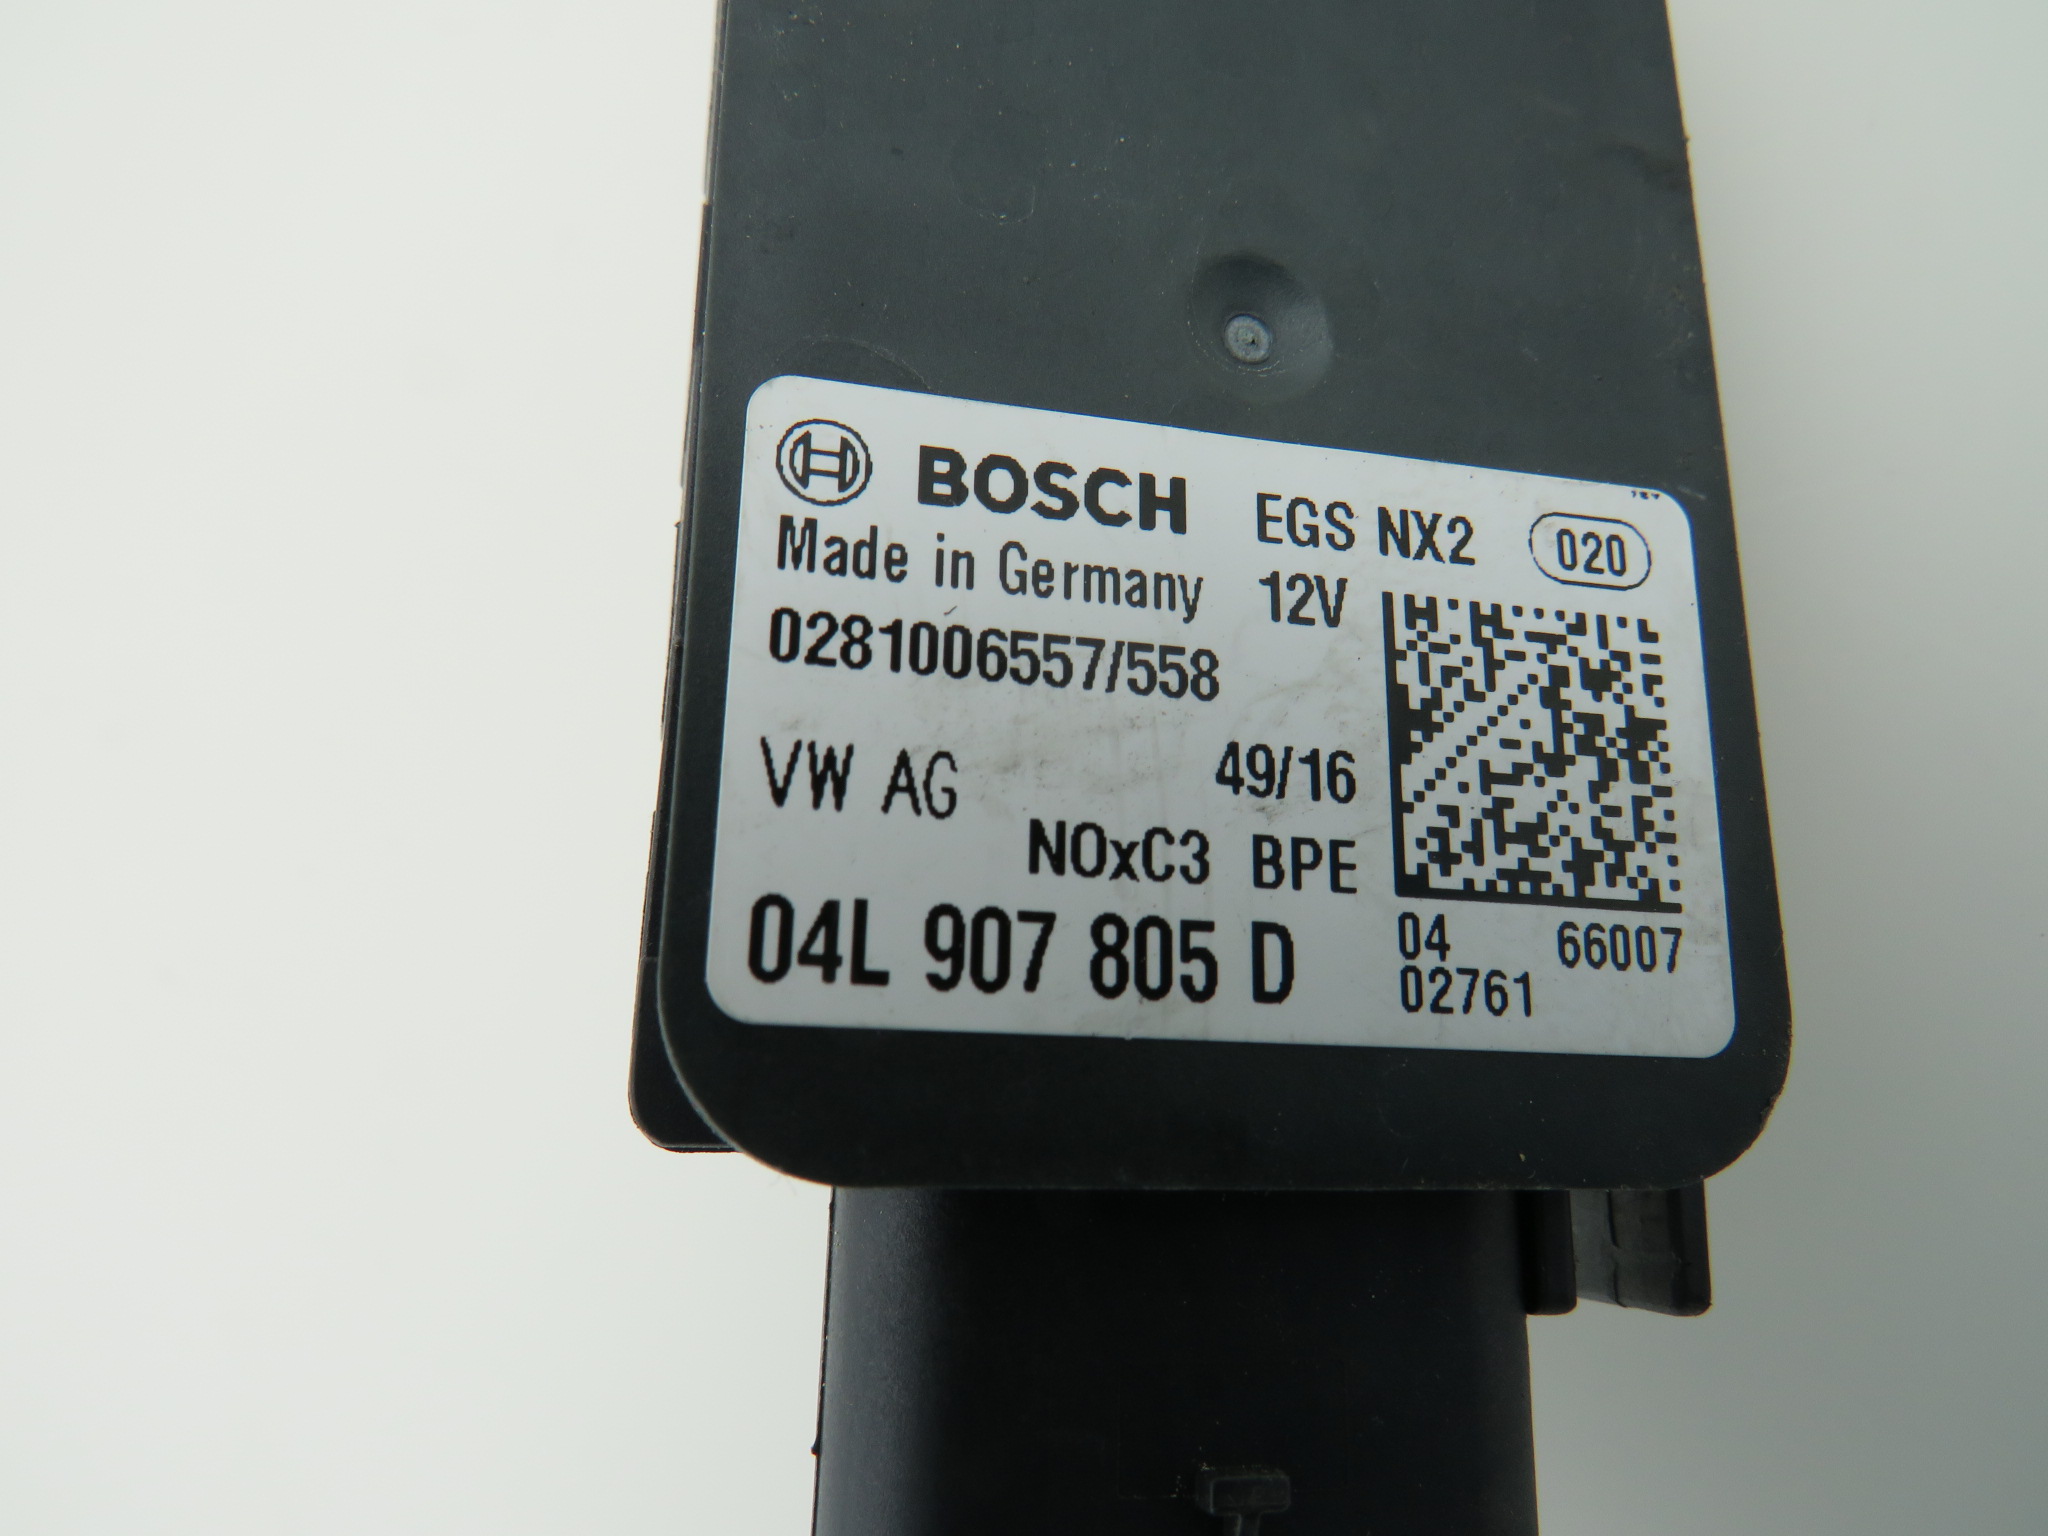 BOSCH EGS NX2 020
Made in Germany 12V
0281006557/558
VW AG 49/16
NOxC3 BPE
04L 907 805 D
04 66007
02761